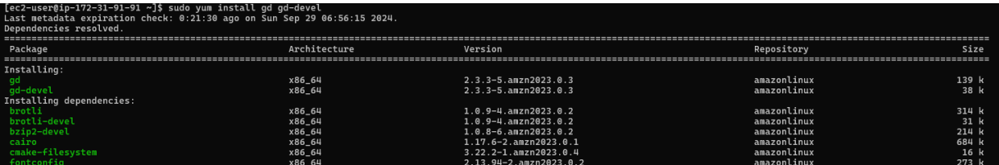 [ec2-user@ip-172-31-91-91 ~]$ sudo yum install gd gd-devel
Last metadata expiration check: 0:21:30 ago on Sun Sep 29 06:56:15 2024.
Dependencies resolved.
Package Architecture Version Repository Size
Installing:
gd x86_64 2.3.3-5.amzn2023.0.3 amazonlinux 139 k
gd-devel x86_64 2.3.3-5.amzn2023.0.3 amazonlinux 38 k
Installing dependencies:
brotli x86_64 1.0.9-4.amzn2023.0.2 amazonlinux 314 k
brotli-devel x86_64 1.0.9-4.amzn2023.0.2 amazonlinux 31 k
bzip2-devel x86_64 1.0.8-6.amzn2023.0.2 amazonlinux 214 k
cairo x86_64 1.17.6-2.amzn2023.0.1 amazonlinux 684 k
cmake-filesystem x86_64 3.22.2-1.amzn2023.0.4 amazonlinux 16 k
fontconfig x86_64 2.13.94-2.amzn2023.0.2 amazonlinux 273 k